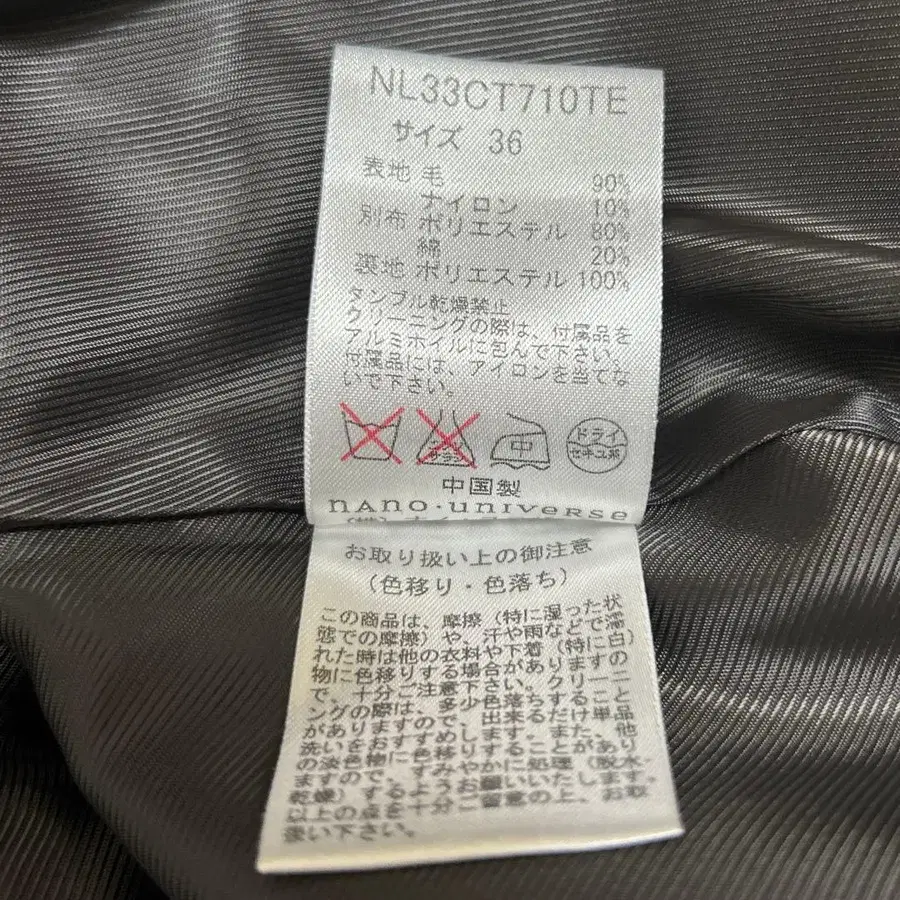 NL33CT710TE
サイズ 36
表地 毛 90%
ナイロン 10%
別布 ポリエステル 80%
綿 20%
裏地 ポリエステル 100%
タンブル乾燥禁止
クリーニングの際は、付属品を
アルミホイルに包んで下さい。
付属品には、アイロンを当てな
いで下さい。
エンソ サラシ 中 ドライ
セキユ系
中国製
nano・universe
お取り扱い上の御注意
(色移り・色落ち)
この商品は、摩擦(特に湿った状
態での摩擦)や、汗や雨などで濡
れた時は他の衣料や下着(特に白)
物に色移りする場合がありますの
で、十分ご注意下さい。クリーニ
ングの際は、多少色落ちすること
がありますので、出来るだけ単品
洗いをおすすめします。また、他
の淡色物に色移りすることがあり
ますので、すみやかに処理(脱水・
乾燥)するようお願いいたします。
以上の点を十分ご留意の上、お取
扱い下さい。